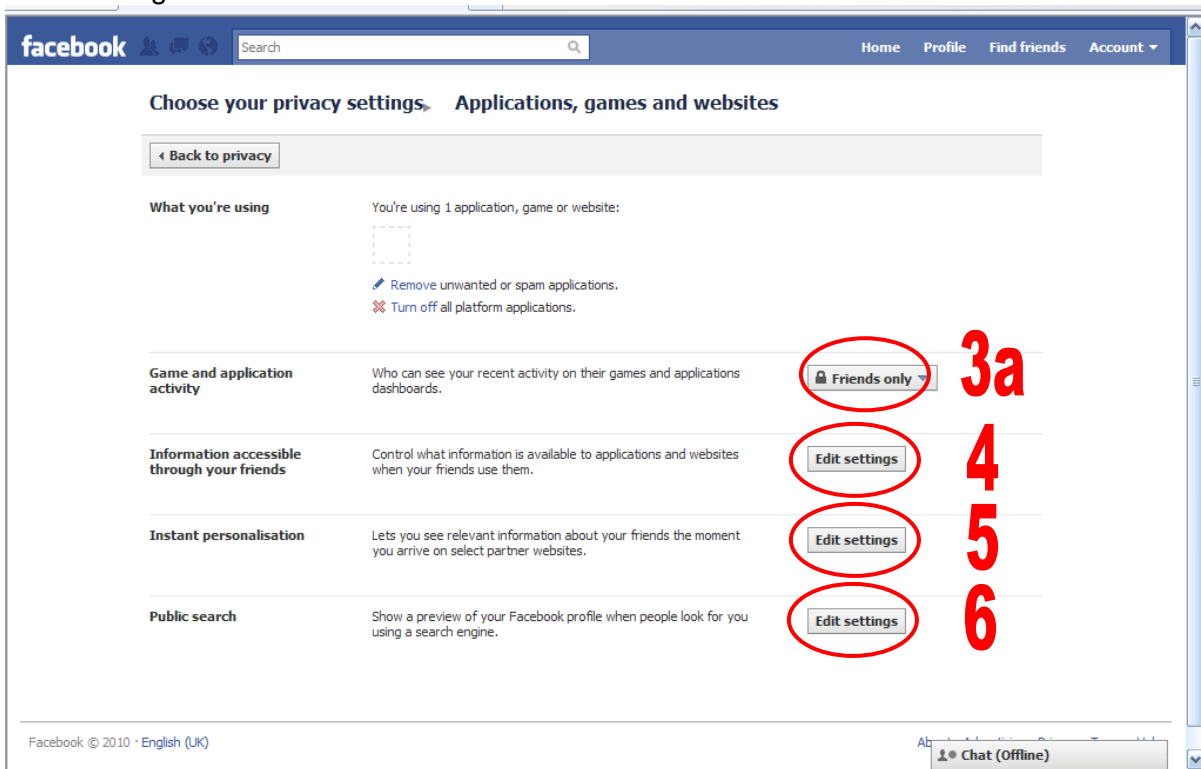 facebook Search Home Profile Find friends Account
Choose your privacy settings Applications, games and websites
Back to privacy
What you're using You're using 1 application, game or website:
Remove unwanted or spam applications.
Turn off all platform applications.
Game and application activity
Who can see your recent activity on their games and applications
dashboards.
Friends only
3a
Information accessible
through your friends
Control what information is available to applications and websites
when your friends use them.
Edit settings
4
Instant personalisation
Lets you see relevant information about your friends the moment
you arrive on select partner websites.
Edit settings
5
Public search
Show a preview of your Facebook profile when people look for you
using a search engine.
Edit settings
6
Facebook © 2010 · English (UK)
Chat (Offline)